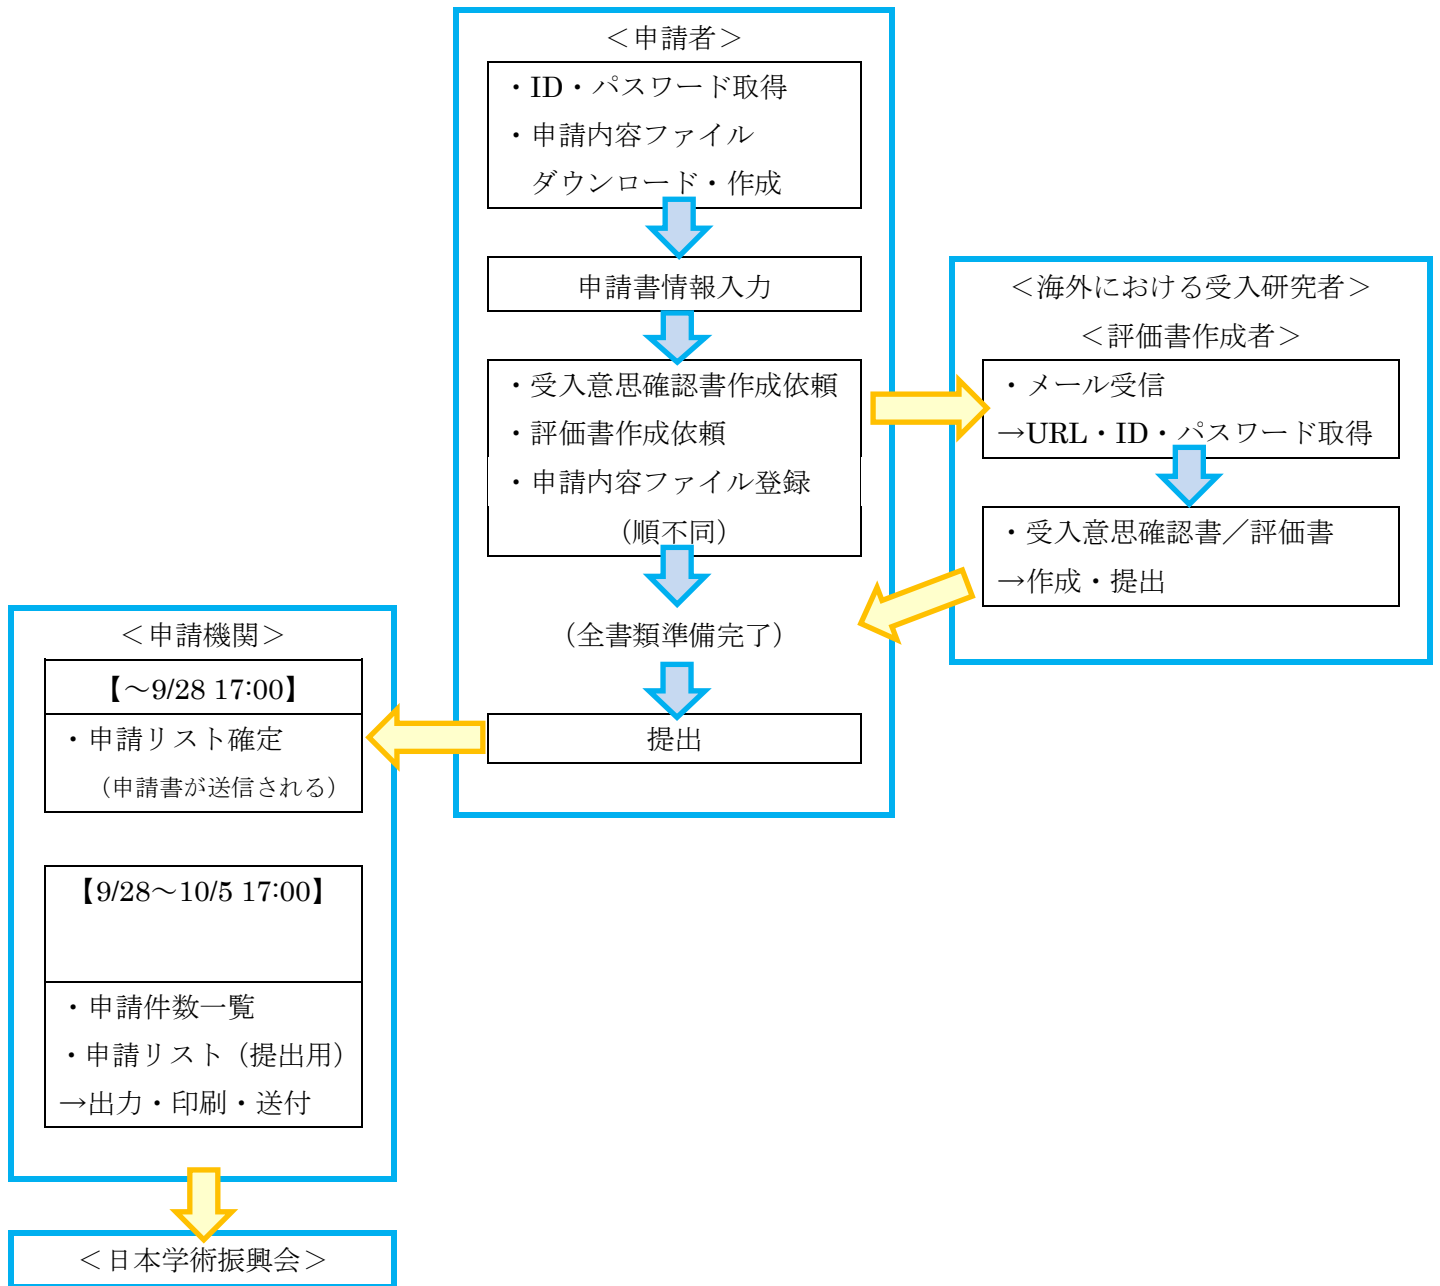 ＜申請者＞
・ID・パスワード取得
・申請内容ファイル
ダウンロード・作成
申請書情報入力
・受入意思確認書作成依頼
・評価書作成依頼
・申請内容ファイル登録
（順不同）
（全書類準備完了）
提出
＜海外における受入研究者＞
＜評価書作成者＞
・メール受信
→URL・ID・パスワード取得
・受入意思確認書／評価書
→作成・提出
＜申請機関＞
【～9/28 17:00】
・申請リスト確定
（申請書が送信される）
【9/28～10/5 17:00】
・申請件数一覧
・申請リスト（提出用）
→出力・印刷・送付
＜日本学術振興会＞